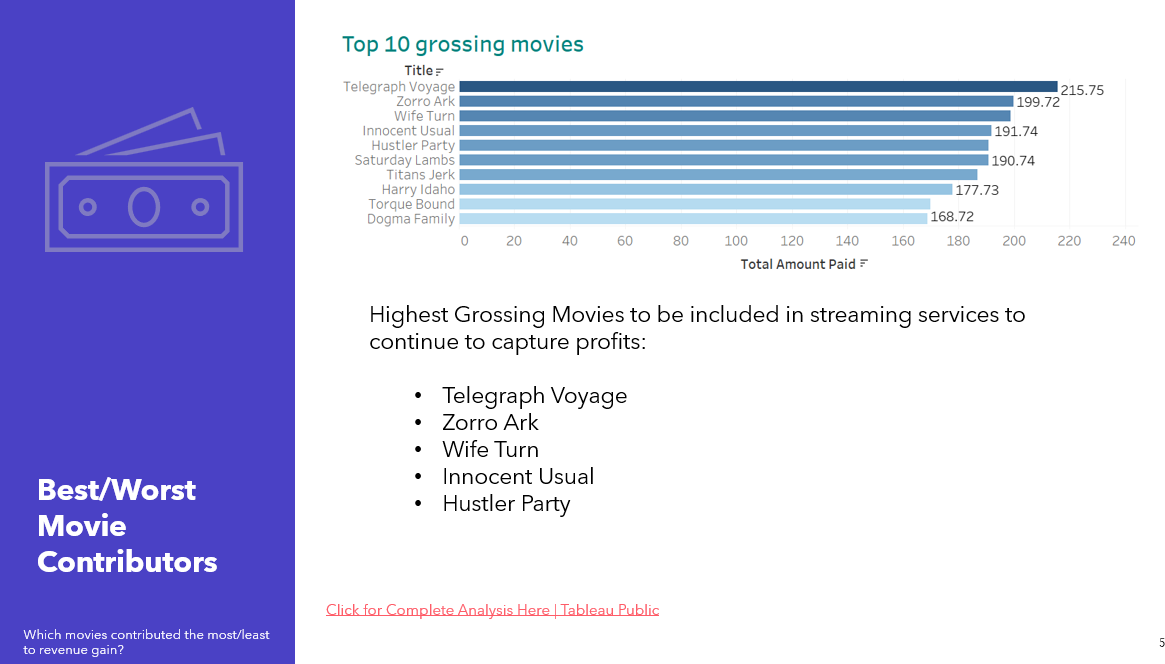 Top 10 grossing movies
Title
Telegraph Voyage 215.75
Zorro Ark 199.72
Wife Turn
Innocent Usual 191.74
Hustler Party
Saturday Lambs 190.74
Titans Jerk
Harry Idaho 177.73
Torque Bound
Dogma Family 168.72
0 20 40 60 80 100 120 140 160 180 200 220 240
Total Amount Paid
Highest Grossing Movies to be included in streaming services to
continue to capture profits:
• Telegraph Voyage
• Zorro Ark
• Wife Turn
• Innocent Usual
• Hustler Party
Best/Worst
Movie
Contributors
Click for Complete Analysis Here | Tableau Public
Which movies contributed the most/least
to revenue gain?
5